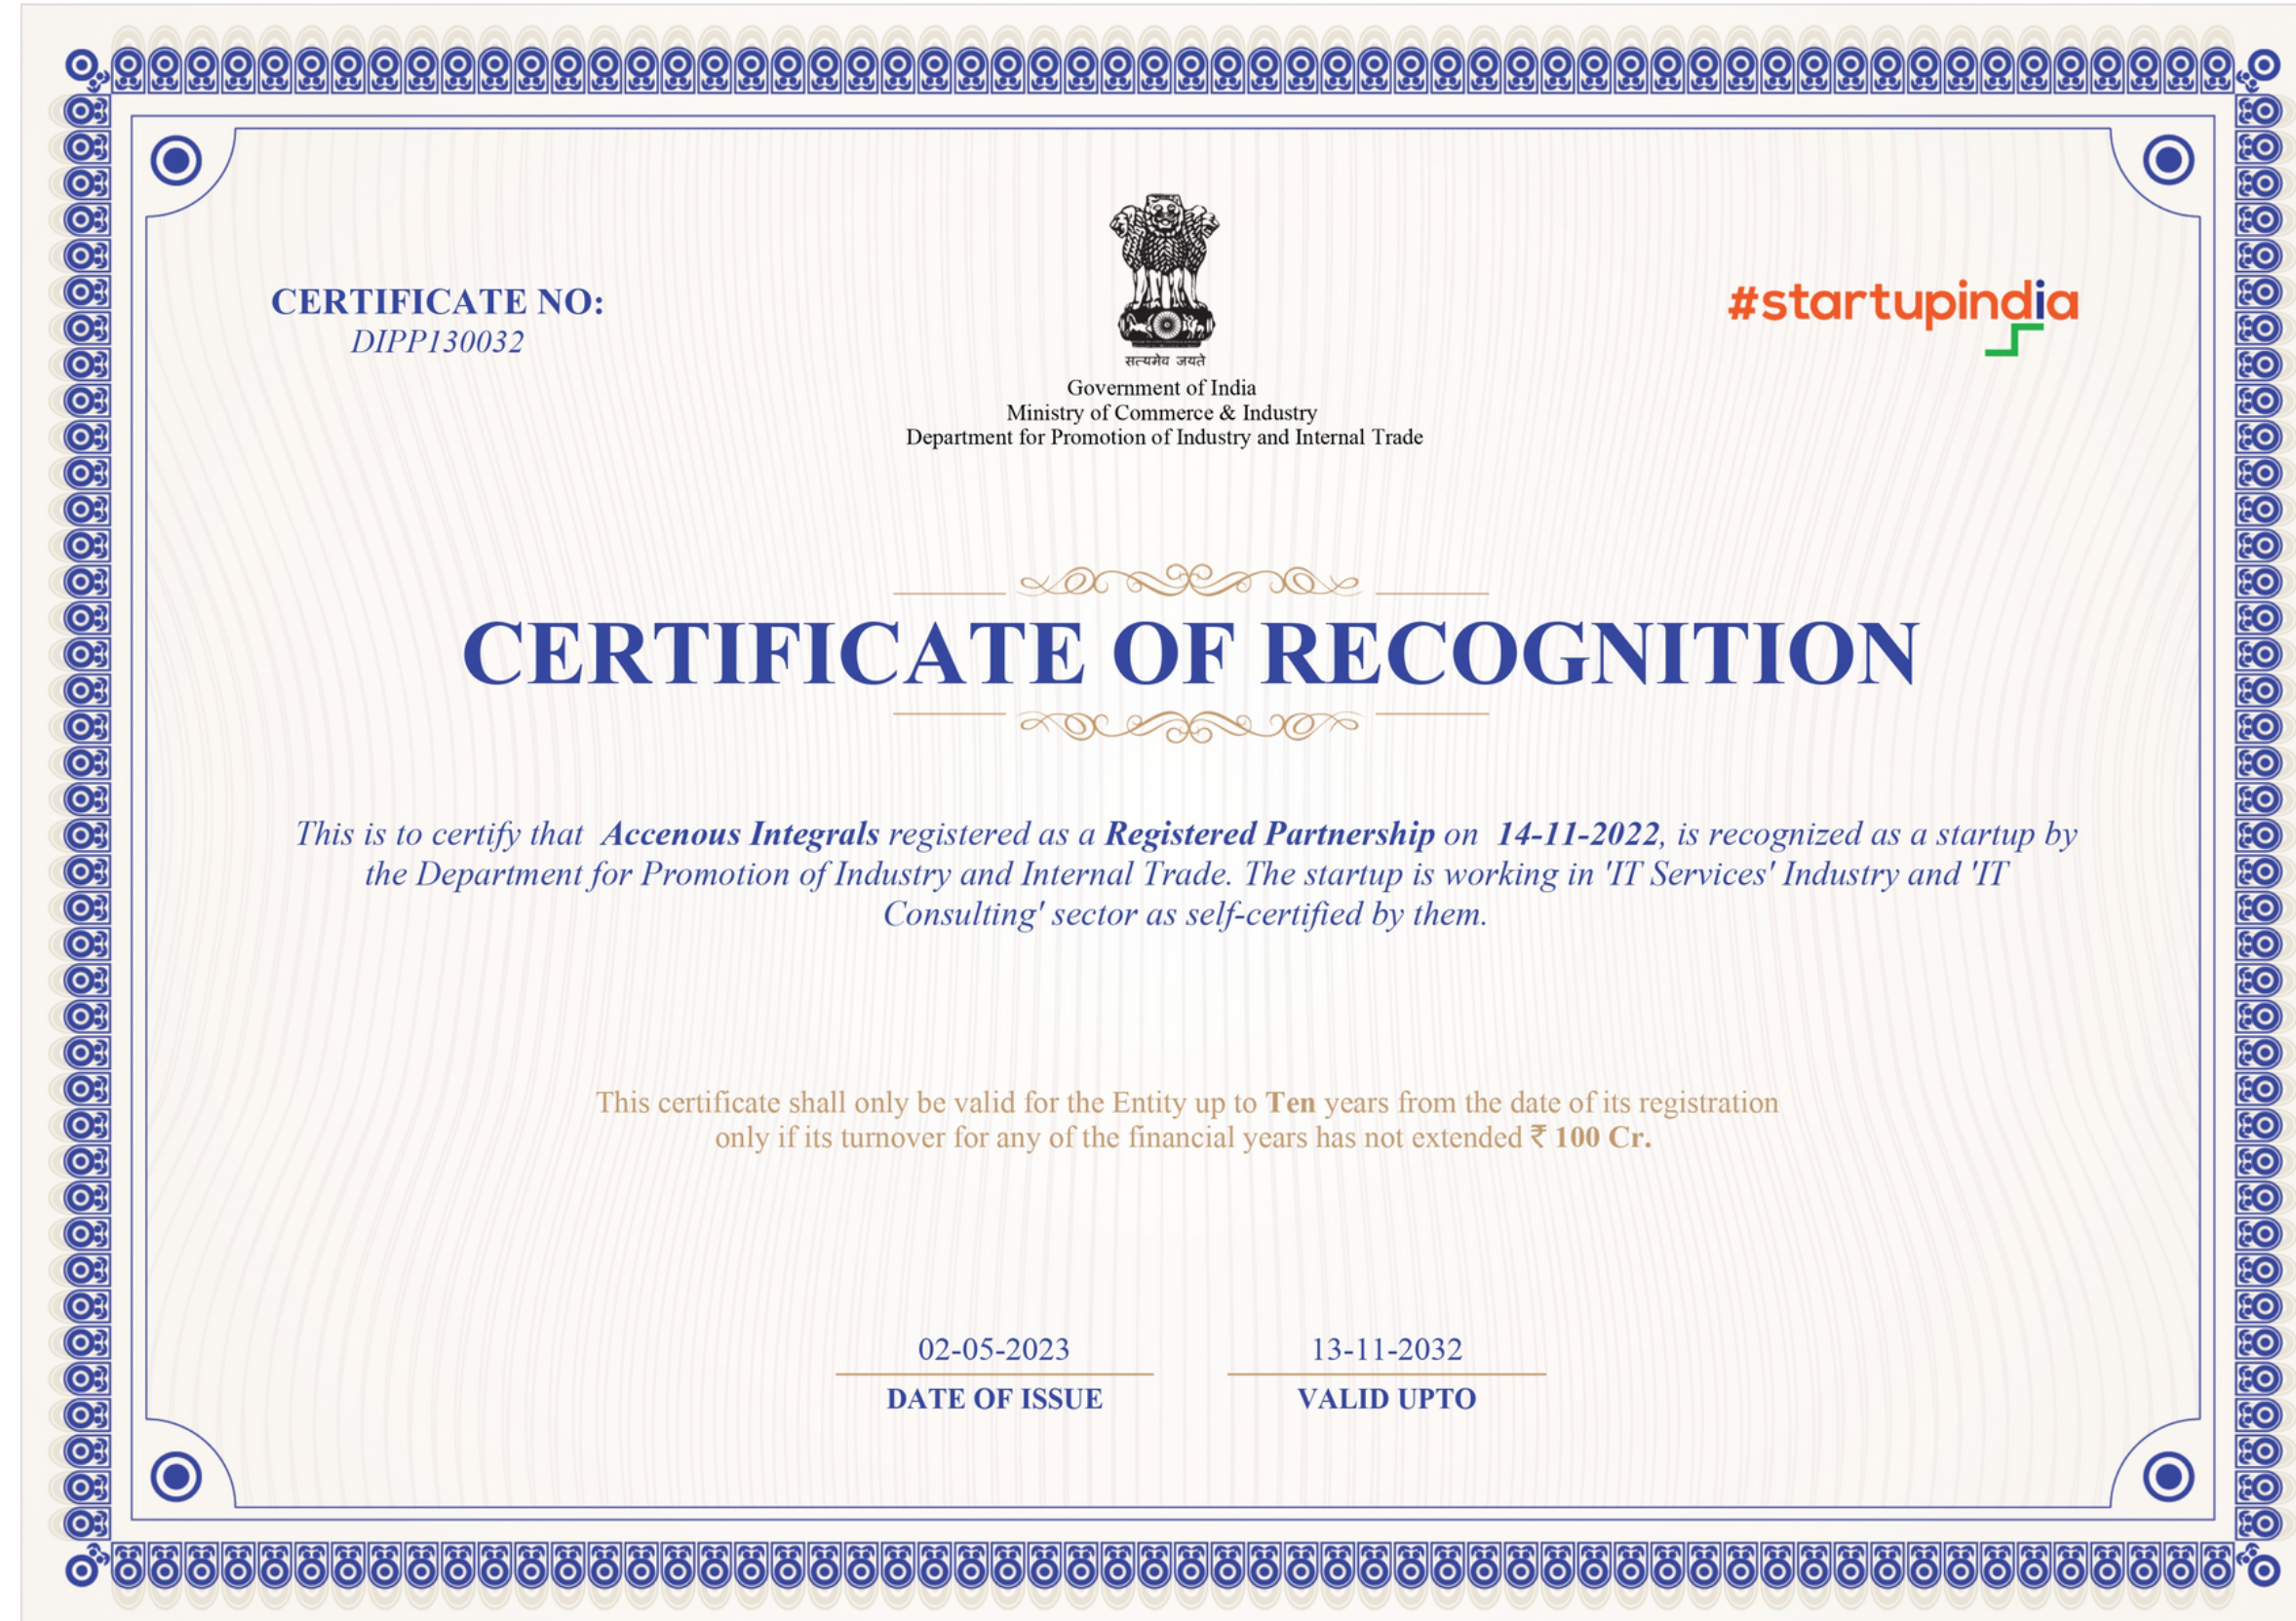 CERTIFICATE NO:
DIPP130032
#startupindia
सत्यमेव जयते
Government of India
Ministry of Commerce & Industry
Department for Promotion of Industry and Internal Trade
CERTIFICATE OF RECOGNITION
This is to certify that Accenous Integrals registered as a Registered Partnership on 14-11-2022, is recognized as a startup by
the Department for Promotion of Industry and Internal Trade. The startup is working in 'IT Services' Industry and 'IT
Consulting' sector as self-certified by them.
This certificate shall only be valid for the Entity up to Ten years from the date of its registration
only if its turnover for any of the financial years has not extended ₹ 100 Cr.
02-05-2023
DATE OF ISSUE
13-11-2032
VALID UPTO